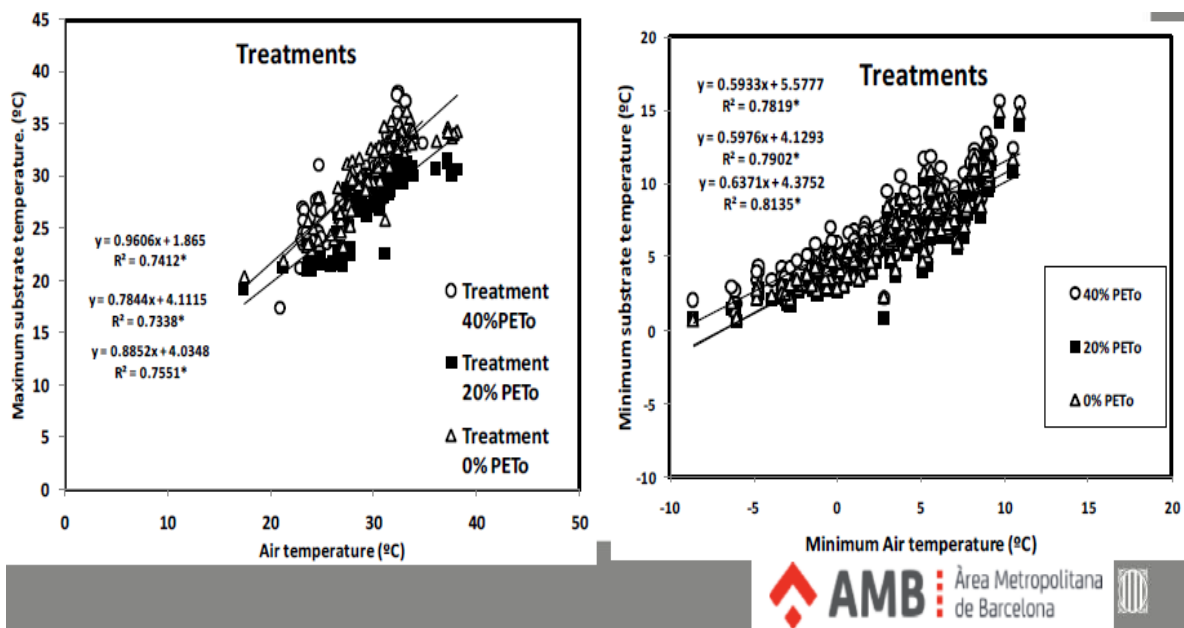 Treatments
Maximum substrate temperature. (ºC)
45
40
35
30
25
20
15
10
5
0
y = 0.9606x + 1.865
R² = 0.7412*
y = 0.7844x + 4.1115
R² = 0.7338*
y = 0.8852x + 4.0348
R² = 0.7551*
Treatment
40%PETo
Treatment
20% PETo
Treatment
0% PETo
0 10 20 30 40 50
Air temperature (ºC)
Treatments
Minimum substrate temperature (ºC)
20
15
10
5
0
-5
-10
y = 0.5933x + 5.5777
R² = 0.7819*
y = 0.5976x + 4.1293
R² = 0.7902*
y = 0.6371x + 4.3752
R² = 0.8135*
40% PETo
20% PETo
0% PETo
-10 -5 0 5 10 15 20
Minimum Air temperature (ºC)
AMB Àrea Metropolitana
de Barcelona